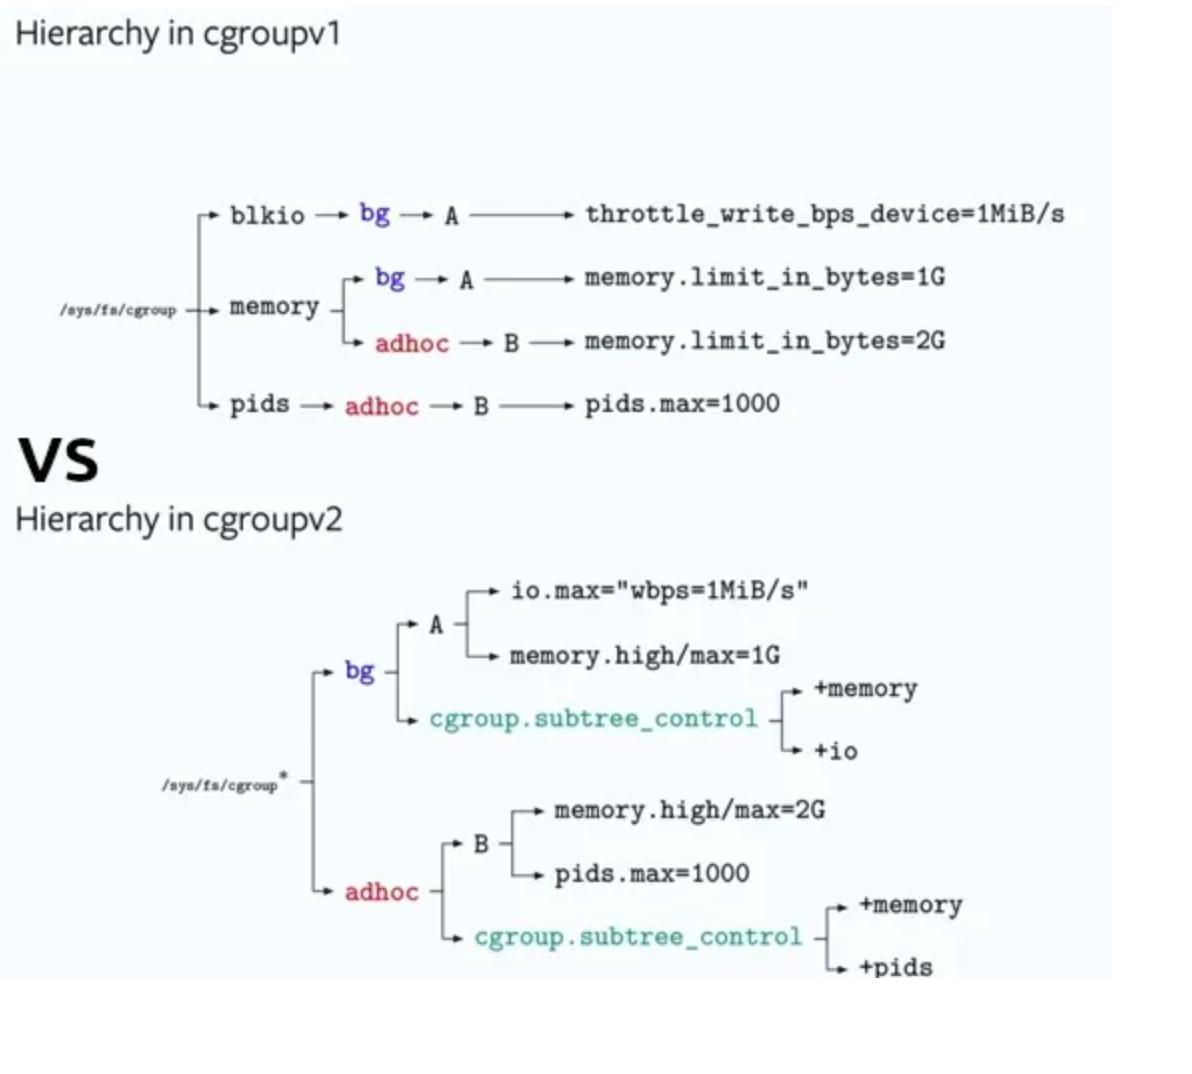 Hierarchy in cgroupv1
blkio bg A throttle_write_bps_device=1MiB/s
bg A memory.limit_in_bytes=1G
/sys/fs/cgroup memory
adhoc B memory.limit_in_bytes=2G
pids adhoc B pids.max=1000
VS
Hierarchy in cgroupv2
io.max="wbps=1MiB/s"
A
memory.high/max=1G
bg
+memory
cgroup.subtree_control
+io
/sys/fs/cgroup*
memory.high/max=2G
B
pids.max=1000
adhoc
+memory
cgroup.subtree_control
+pids